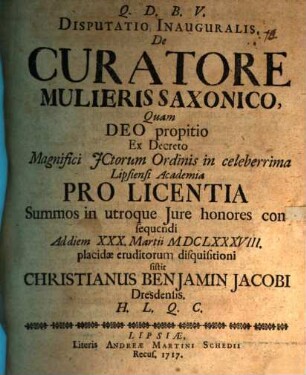 Q. D. B. V.
DISPUTATIO INAUGURALIS,
De
CURATORE
MULIERIS SAXONICO,
Quam
DEO propitio
Ex Decreto
Magnifici JCtorum Ordinis in celeberrima
Lipsiensi Academia
PRO LICENTIA
Summos in utroque Jure honores con
sequendi
Ad diem XXX. Martii MDCLXXXVIII.
placidæ eruditorum disquisitioni
sistit
CHRISTIANUS BENJAMIN JACOBI
Dresdensis.
H. L. Q. C.
LIPSIÆ,
Literis ANDREÆ MARTINI SCHEDII
Recus. 1717.